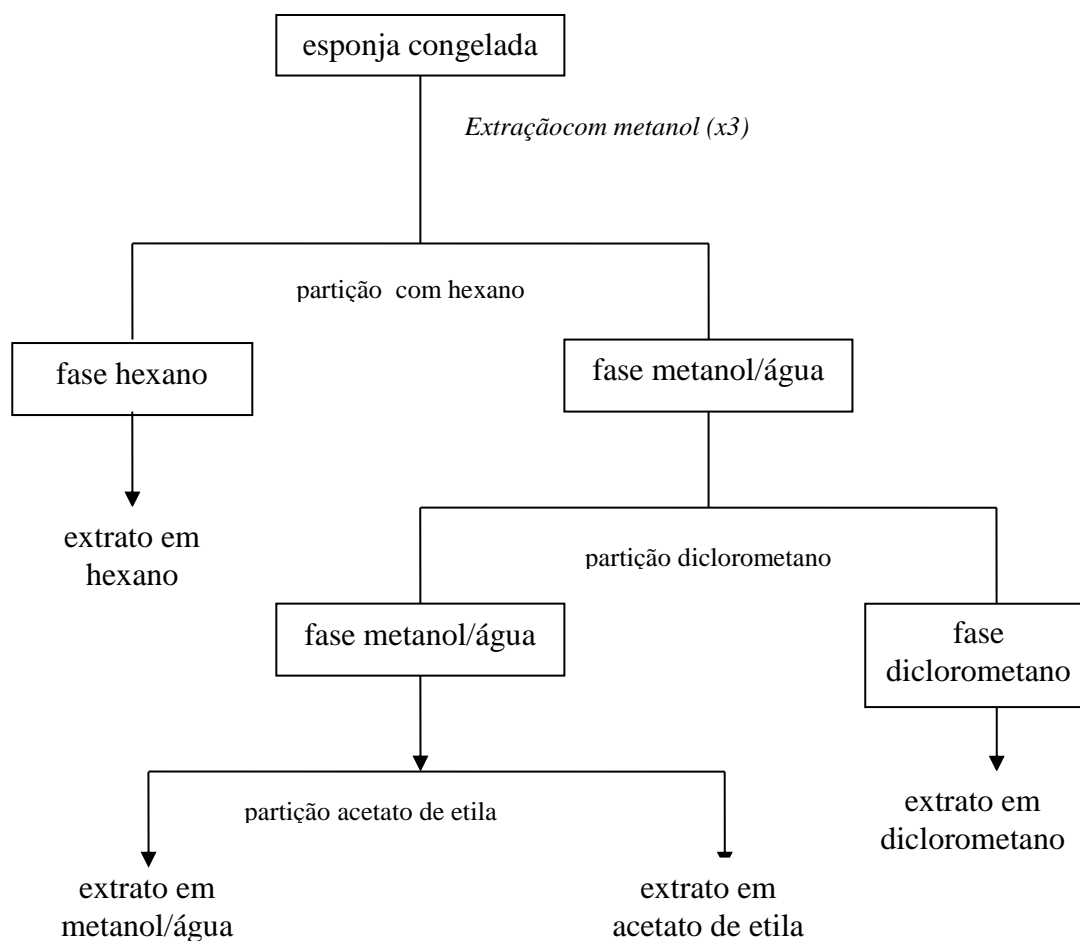 esponja congelada
Extraçãocom metanol (x3)
partição com hexano
fase hexano
fase metanol/água
extrato em
hexano
partição diclorometano
fase metanol/água
fase
diclorometano
partição acetato de etila
extrato em
diclorometano
extrato em
metanol/água
extrato em
acetato de etila